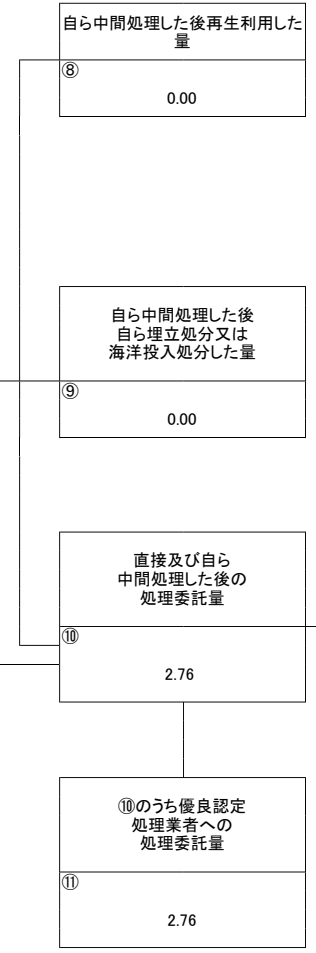 自ら中間処理した後再生利用した
量
⑧
0.00
自ら中間処理した後
自ら埋立処分又は
海洋投入処分した量
⑨
0.00
直接及び自ら
中間処理した後の
処理委託量
⑩
2.76
⑩のうち優良認定
処理業者への
処理委託量
⑪
2.76